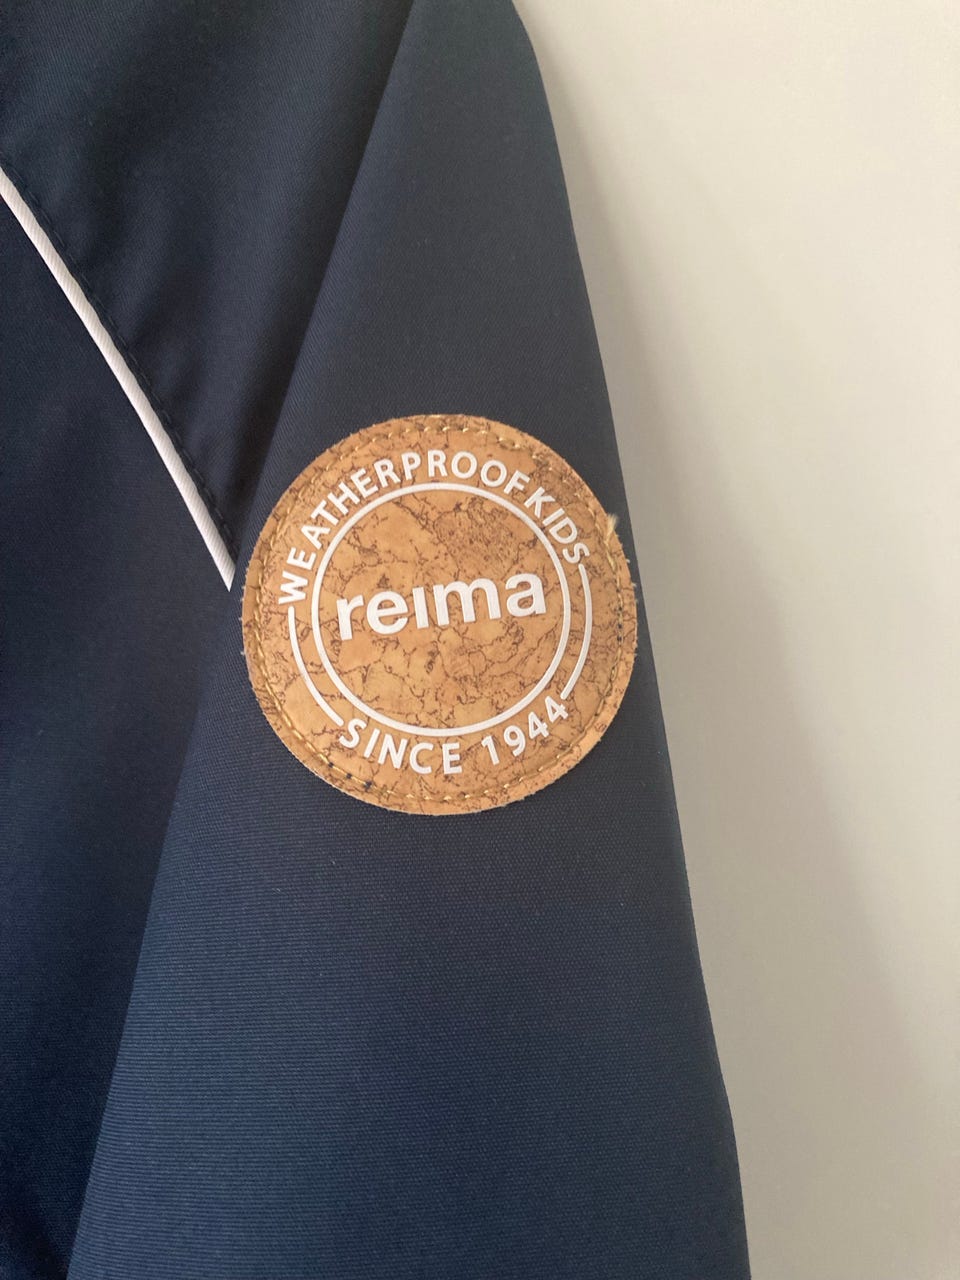 WEATHERPROOF KIDS
reima
SINCE 1944